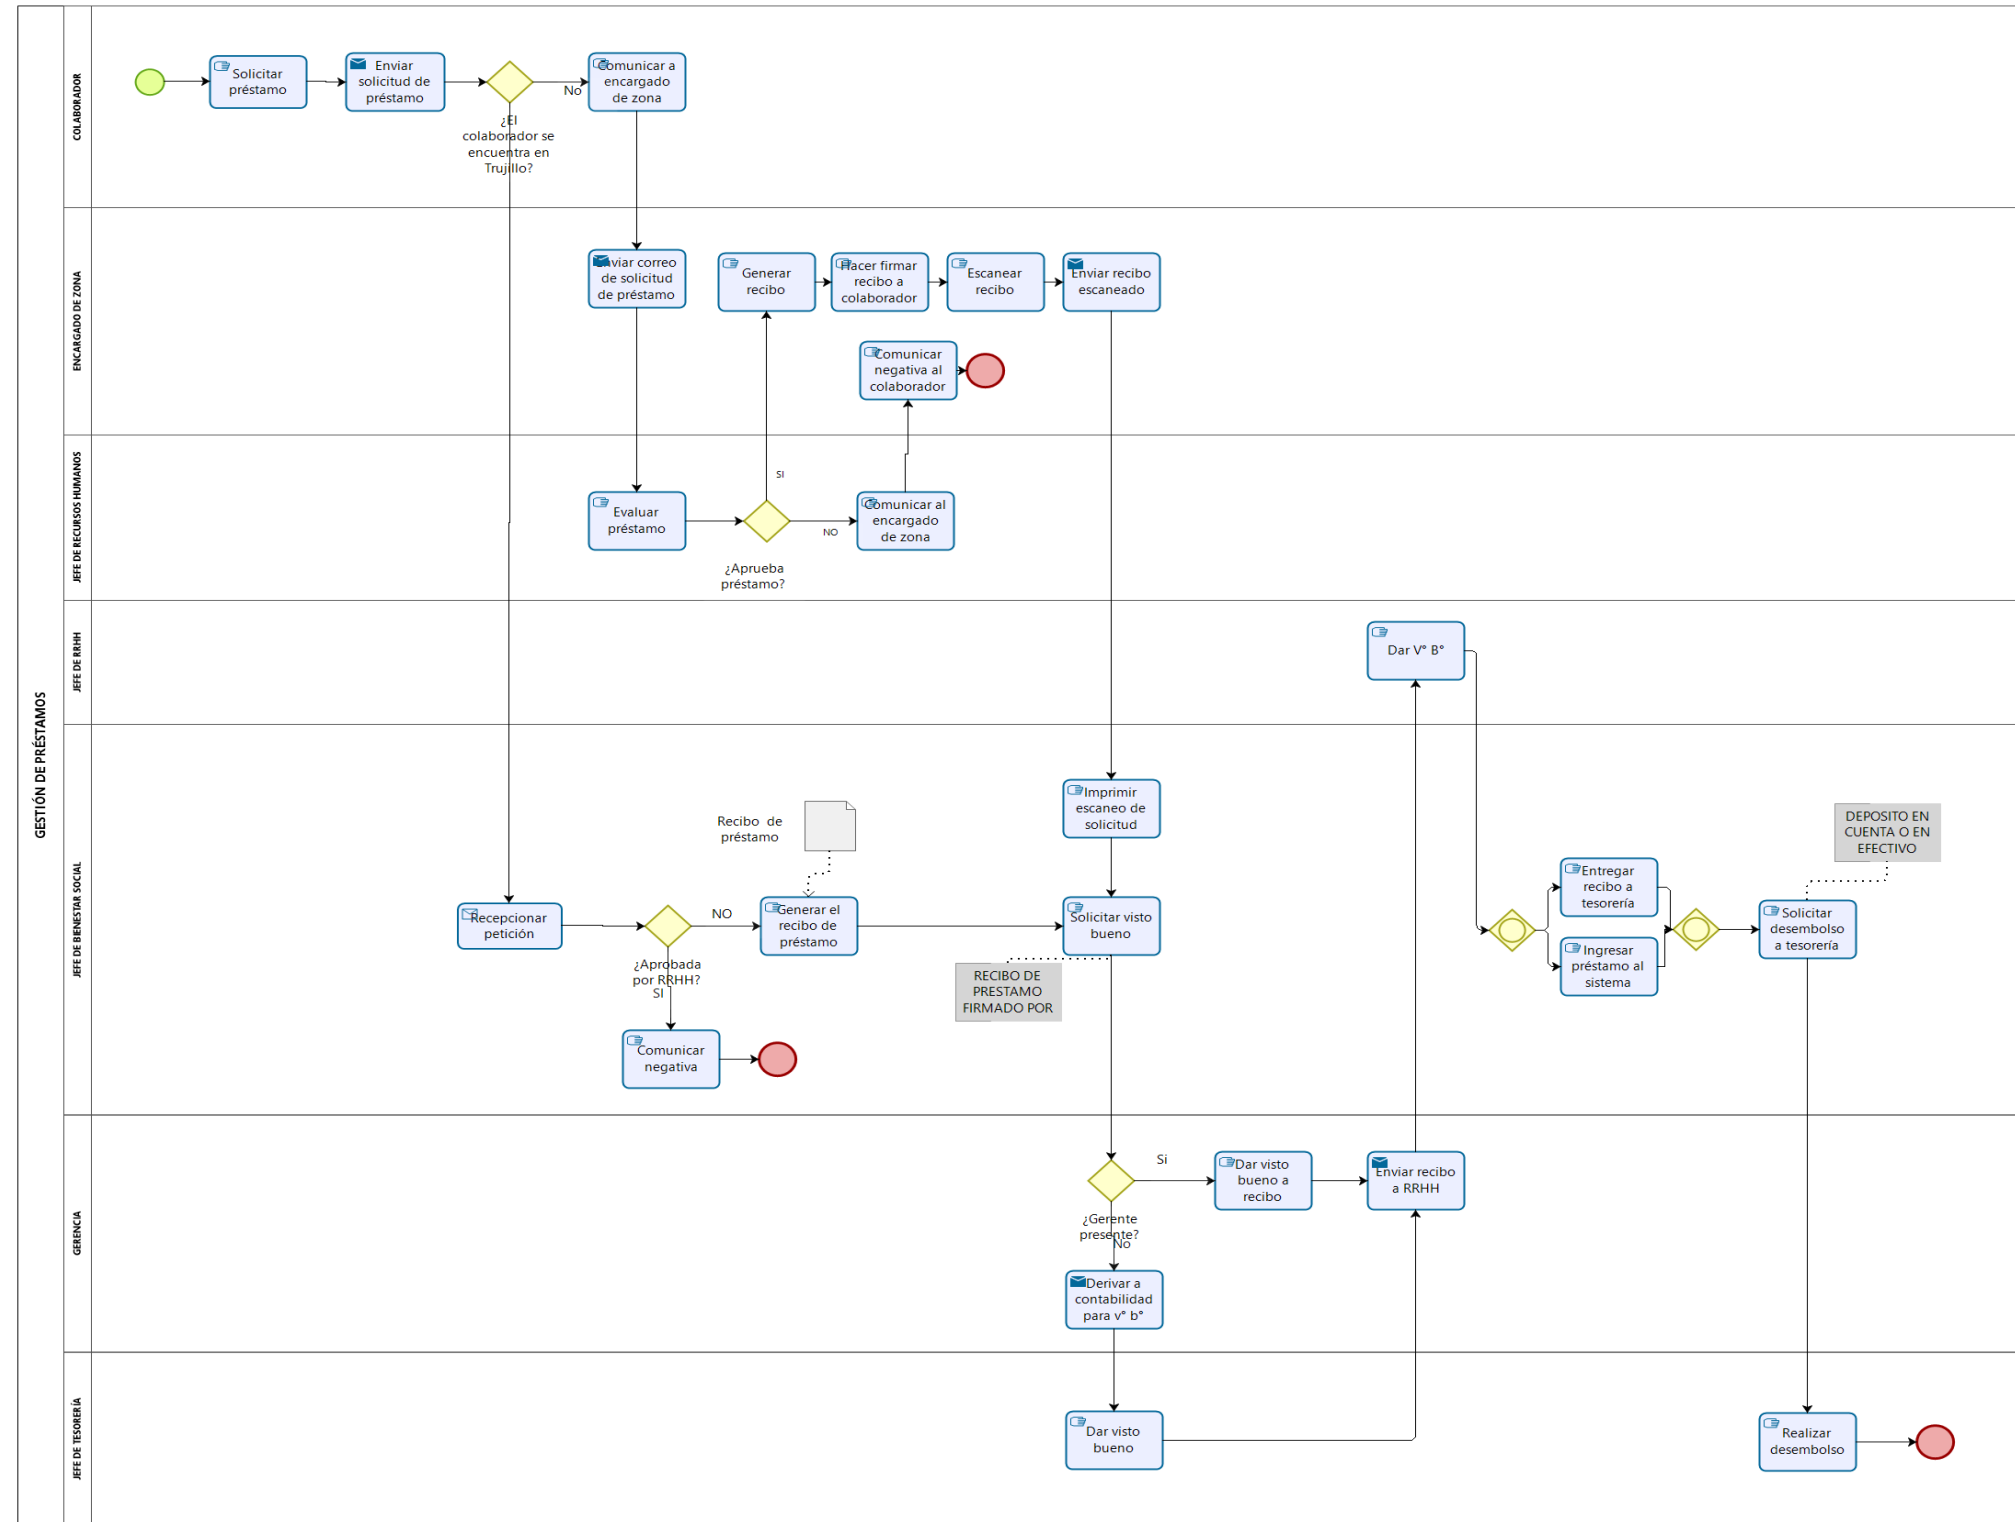 GESTIÓN DE PRÉSTAMOS
COLABORADOR
Solicitar
préstamo
Enviar
solicitud de
préstamo
No
¿El
colaborador se
encuentra en
Trujillo?
Comunicar a
encargado
de zona
ENCARGADO DE ZONA
Enviar correo
de solicitud
de préstamo
Generar
recibo
Hacer firmar
recibo a
colaborador
Escanear
recibo
Enviar recibo
escaneado
Comunicar
negativa al
colaborador
JEFE DE RECURSOS HUMANOS
Evaluar
préstamo
SI
NO
¿Aprueba
préstamo?
Comunicar al
encargado
de zona
JEFE DE RRHH
Dar V° B°
JEFE DE BIENESTAR SOCIAL
Imprimir
escaneo de
solicitud
Recibo de
préstamo
Recepcionar
petición
NO
¿Aprobada
por RRHH?
SI
Generar el
recibo de
préstamo
Solicitar visto
bueno
RECIBO DE
PRESTAMO
FIRMADO POR
Comunicar
negativa
Entregar
recibo a
tesorería
Ingresar
préstamo al
sistema
DEPOSITO EN
CUENTA O EN
EFECTIVO
Solicitar
desembolso
a tesorería
GERENCIA
Si
¿Gerente
presente?
No
Dar visto
bueno a
recibo
Enviar recibo
a RRHH
Derivar a
contabilidad
para v° b°
JEFE DE TESORERÍA
Dar visto
bueno
Realizar
desembolso